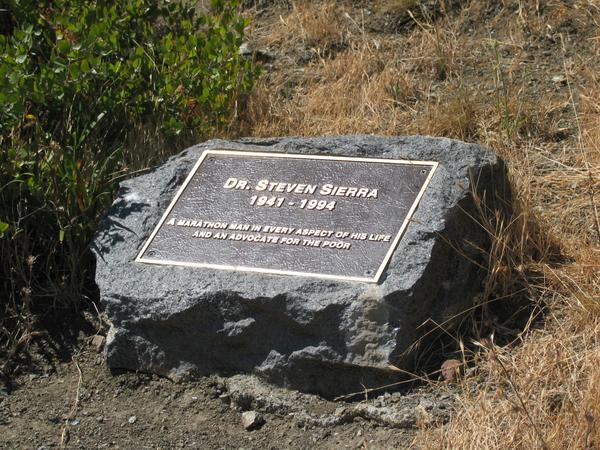 DR. STEVEN SIERRA
1941 - 1994
A MARATHON MAN IN EVERY ASPECT OF HIS LIFE
AND AN ADVOCATE FOR THE POOR